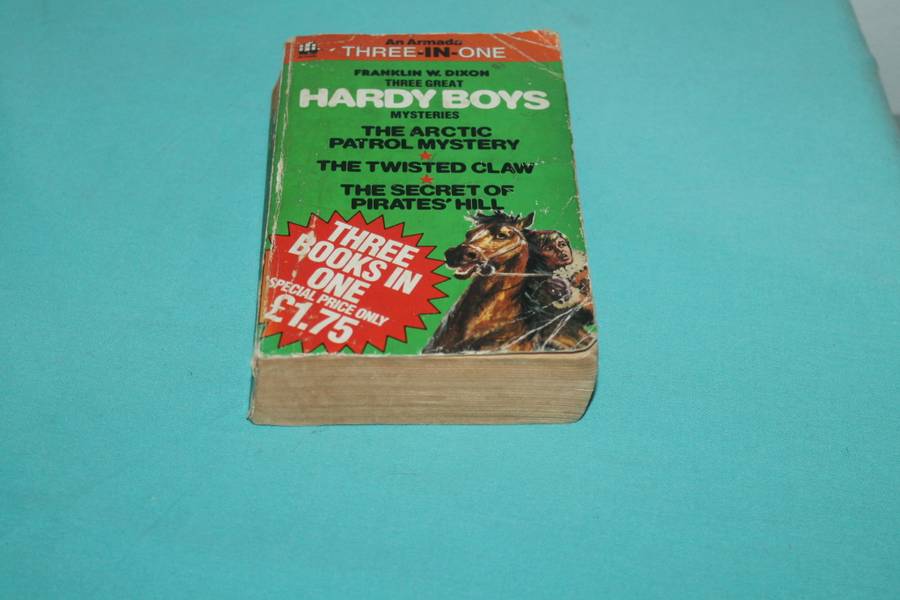 An Armada
THREE-IN-ONE
FRANKLIN W. DIXON
THREE GREAT
HARDY BOYS
MYSTERIES
THE ARCTIC
PATROL MYSTERY
THE TWISTED CLAW
THE SECRET OF
PIRATES' HILL
THREE
BOOKS IN
ONE
SPECIAL PRICE ONLY
£1.75